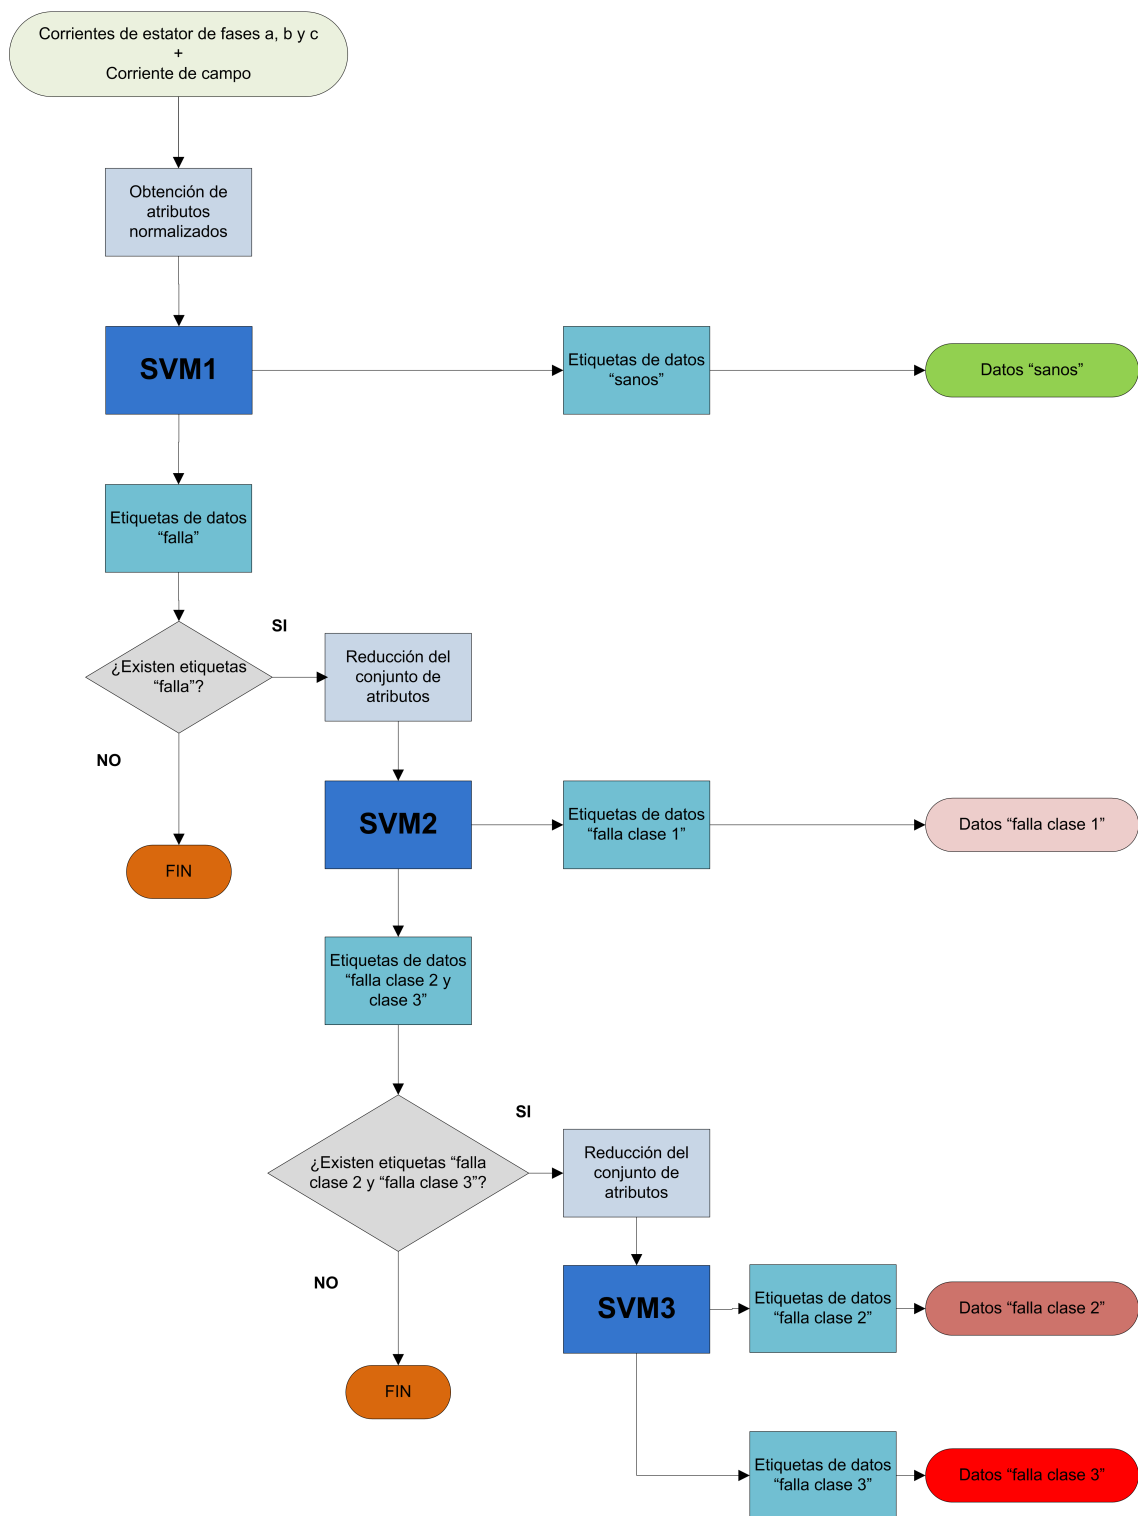 Corrientes de estator de fases a, b y c
+
Corriente de campo
Obtención de
atributos
normalizados
SVM1
Etiquetas de datos
“sanos”
Datos “sanos”
Etiquetas de datos
“falla”
¿Existen etiquetas
“falla”?
SI
NO
FIN
Reducción del
conjunto de
atributos
SVM2
Etiquetas de datos
“falla clase 1”
Datos “falla clase 1”
Etiquetas de datos
“falla clase 2 y
clase 3”
¿Existen etiquetas “falla
clase 2 y “falla clase 3”?
SI
NO
FIN
Reducción del
conjunto de
atributos
SVM3
Etiquetas de datos
“falla clase 2”
Datos “falla clase 2”
Etiquetas de datos
“falla clase 3”
Datos “falla clase 3”